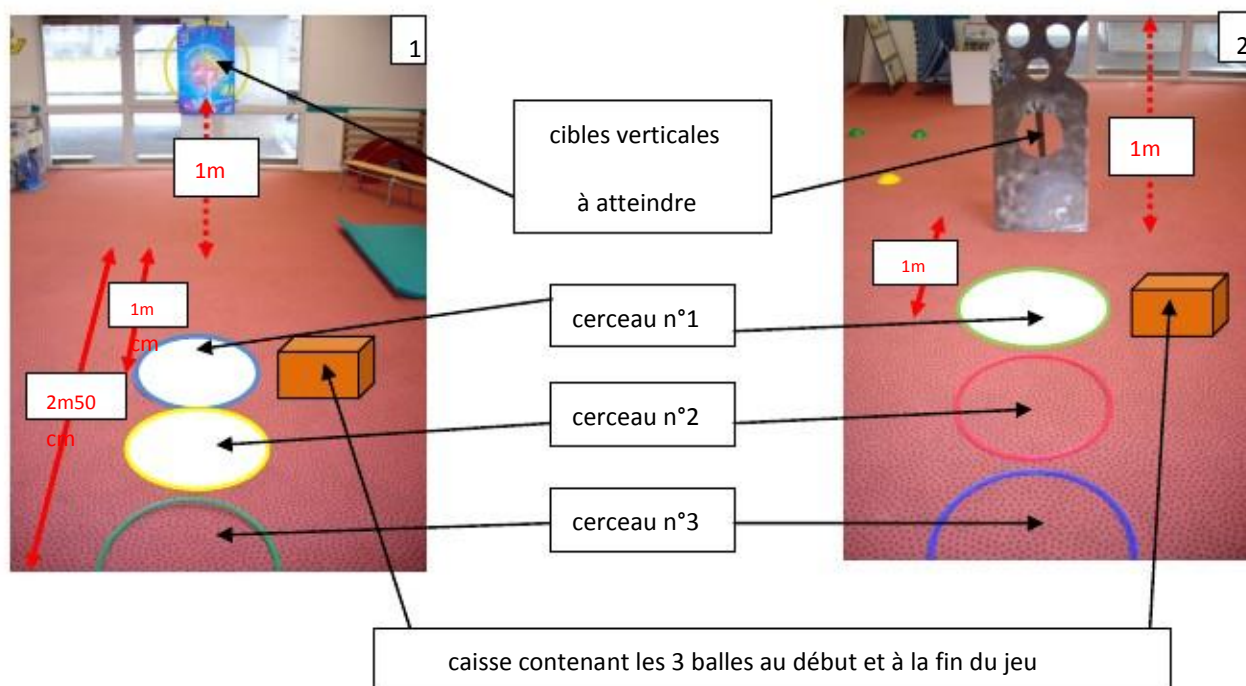 1
2
cibles verticales
à atteindre
1m
1m
1m
1m
cm
cerceau n°1
2m50
cm
cerceau n°2
cerceau n°3
caisse contenant les 3 balles au début et à la fin du jeu